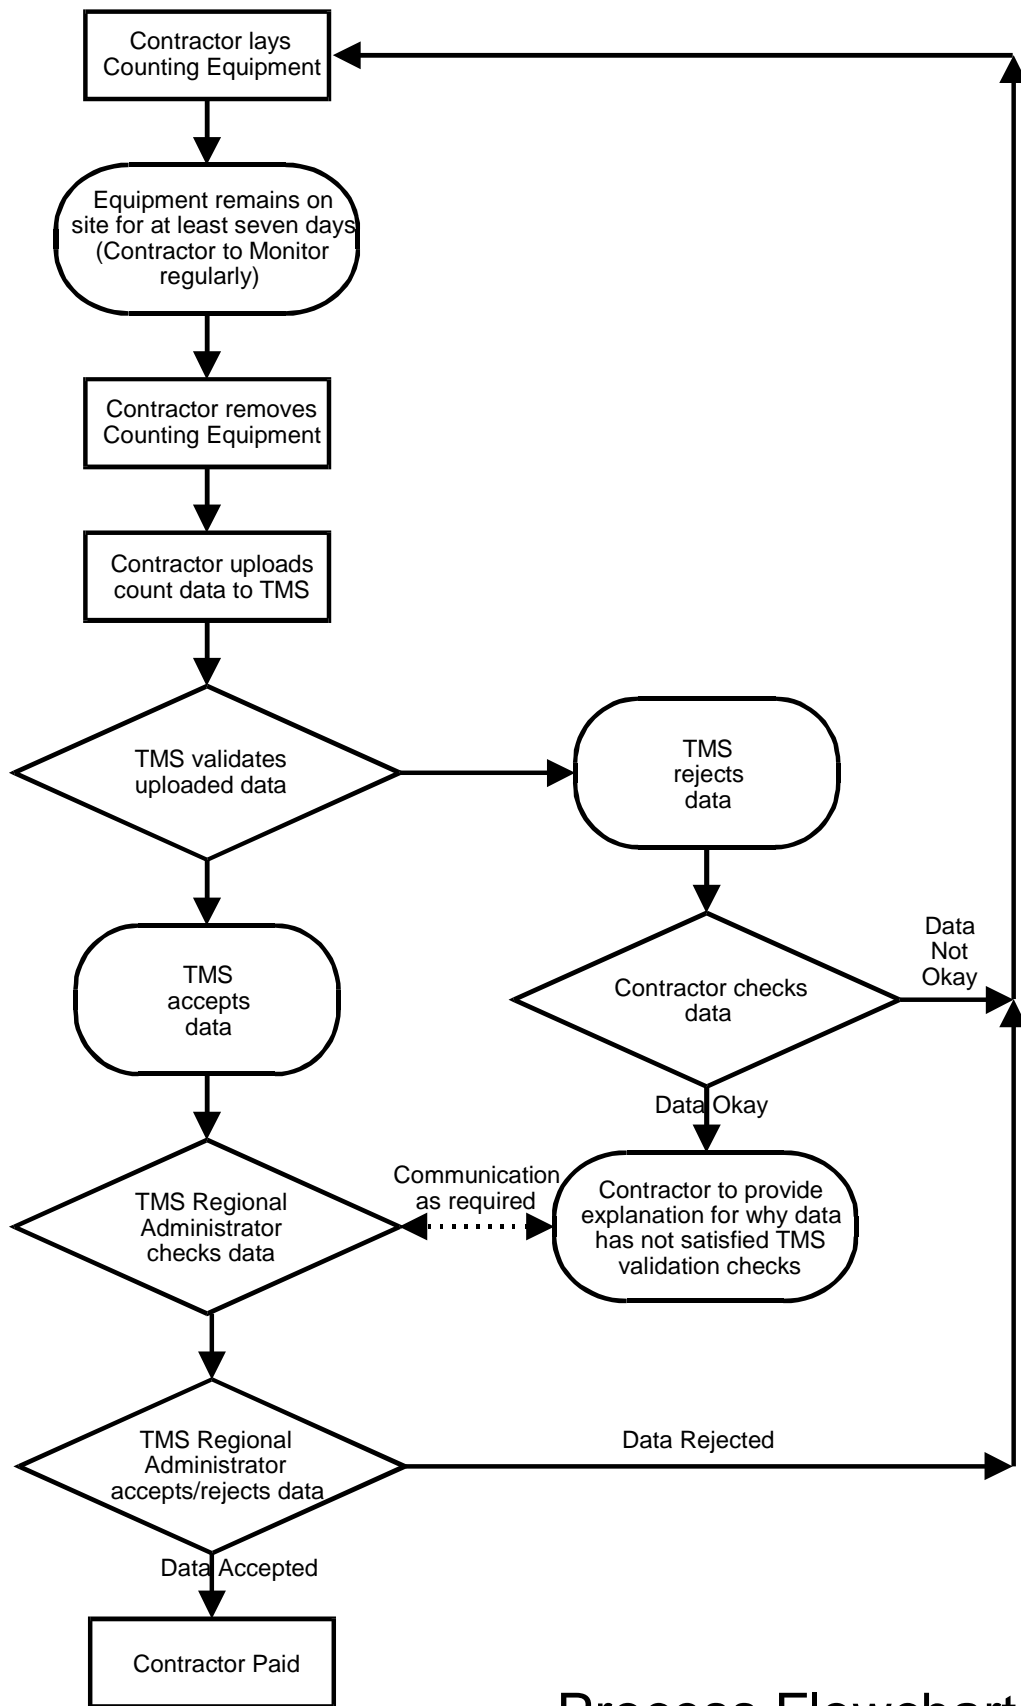 Contractor lays
Counting Equipment
Equipment remains on
site for at least seven days
(Contractor to Monitor
regularly)
Contractor removes
Counting Equipment
Contractor uploads
count data to TMS
TMS validates
uploaded data
TMS
rejects
data
TMS
accepts
data
Contractor checks
data
Data
Not
Okay
Data Okay
TMS Regional
Administrator
checks data
Communication
as required
Contractor to provide
explanation for why data
has not satisfied TMS
validation checks
TMS Regional
Administrator
accepts/rejects data
Data Rejected
Data Accepted
Contractor Paid
Process Flowchart